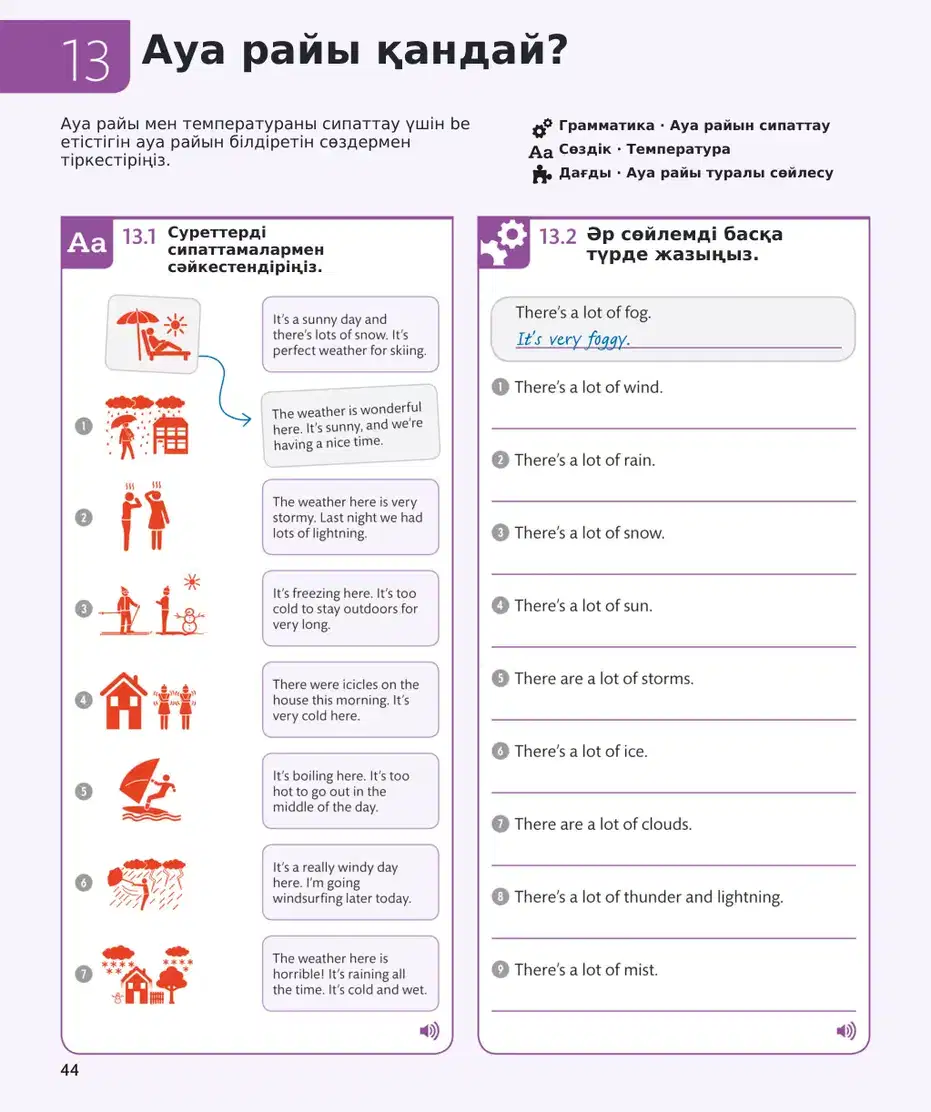 13
Ауа райы қандай?
Ауа райы мен температураны сипаттау үшін be
етістігін ауа райын білдіретін сөздермен
тіркестіріңіз.
Грамматика · Ауа райын сипаттау
Aa Сөздік · Температура
Дағды · Ауа райы туралы сөйлесу
Aa 13.1 Суреттерді
сипаттамалармен
сәйкестендіріңіз.
It's a sunny day and
there's lots of snow. It's
perfect weather for skiing.
1
The weather is wonderful
here. It's sunny, and we're
having a nice time.
2
The weather here is very
stormy. Last night we had
lots of lightning.
3
It's freezing here. It's too
cold to stay outdoors for
very long.
4
There were icicles on the
house this morning. It's
very cold here.
5
It's boiling here. It's too
hot to go out in the
middle of the day.
6
It's a really windy day
here. I'm going
windsurfing later today.
7
The weather here is
horrible! It's raining all
the time. It's cold and wet.
13.2 Әр сөйлемді басқа
түрде жазыңыз.
There's a lot of fog.
It's very foggy.
1 There's a lot of wind.
2 There's a lot of rain.
3 There's a lot of snow.
4 There's a lot of sun.
5 There are a lot of storms.
6 There's a lot of ice.
7 There are a lot of clouds.
8 There's a lot of thunder and lightning.
9 There's a lot of mist.
44